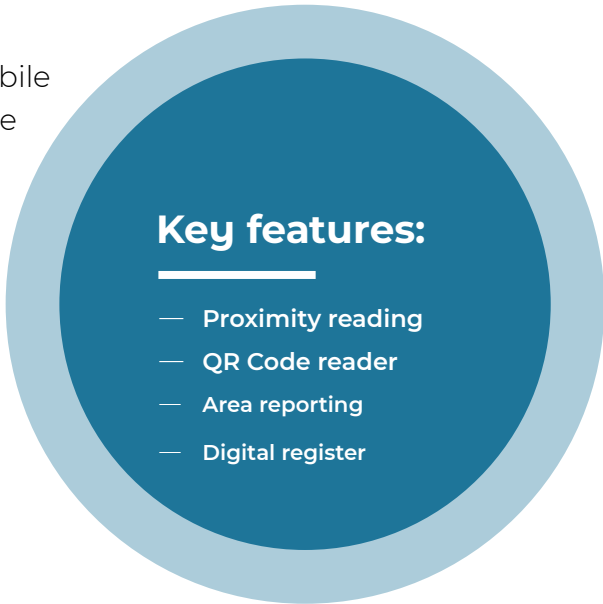 bile
e
Key features:
— Proximity reading
— QR Code reader
— Area reporting
— Digital register